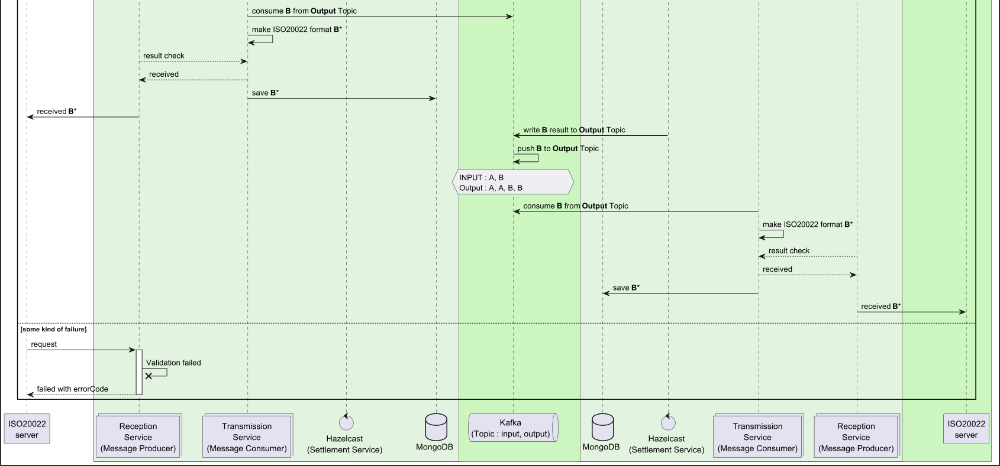 consume B from Output Topic
make ISO20022 format B*
result check
received
save B*
received B*
write B result to Output Topic
push B to Output Topic
INPUT : A, B
Output : A, A, B, B
consume B from Output Topic
make ISO20022 format B*
result check
received
save B*
received B*
[some kind of failure]
request
Validation failed
failed with errorCode
ISO20022
server
Reception
Service
(Message Producer)
Transmission
Service
(Message Consumer)
Hazelcast
(Settlement Service)
MongoDB
Kafka
(Topic : input, output)
MongoDB
Hazelcast
(Settlement Service)
Transmission
Service
(Message Consumer)
Reception
Service
(Message Producer)
ISO20022
server